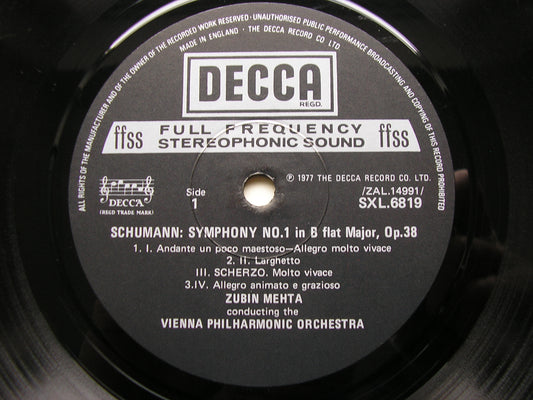 ALL RIGHTS OF THE MANUFACTURER AND OF THE OWNER OF THE RECORDED WORK RESERVED · UNAUTHORISED PUBLIC PERFORMANCE BROADCASTING AND COPYING OF THIS RECORD PROHIBITED
MADE IN ENGLAND · THE DECCA RECORD CO LTD
DECCA
REGD.
ffss FULL FREQUENCY STEREOPHONIC SOUND ffss
DECCA
(REGD TRADE MARK)
Side
1
℗ 1977 THE DECCA RECORD CO. LTD.
/ZAL.14991/
SXL.6819
SCHUMANN: SYMPHONY NO.1 in B flat Major, Op.38
1. I. Andante un poco maestoso—Allegro molto vivace
2. II. Larghetto
III. SCHERZO. Molto vivace
3.IV. Allegro animato e grazioso
ZUBIN MEHTA
conducting the
VIENNA PHILHARMONIC ORCHESTRA